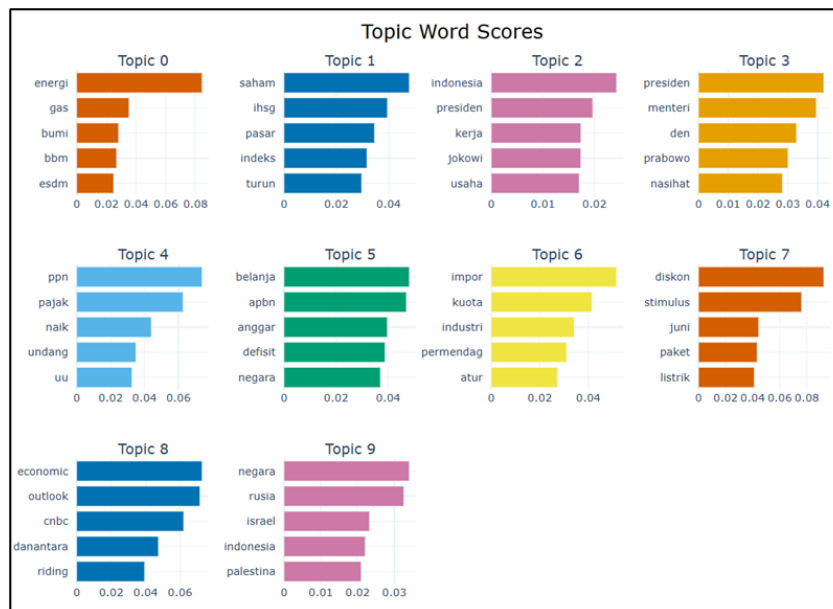 Topic Word Scores
Topic 0
energi
gas
bumi
bbm
esdm
0 0.02 0.04 0.06 0.08
Topic 1
saham
ihsg
pasar
indeks
turun
0 0.02 0.04
Topic 2
indonesia
presiden
kerja
jokowi
usaha
0 0.01 0.02
Topic 3
presiden
menteri
den
prabowo
nasihat
0 0.01 0.02 0.03 0.04
Topic 4
ppn
pajak
naik
undang
uu
0 0.02 0.04 0.06
Topic 5
belanja
apbn
anggar
defisit
negara
0 0.02 0.04
Topic 6
impor
kuota
industri
permendag
atur
0 0.02 0.04
Topic 7
diskon
stimulus
juni
paket
listrik
0 0.02 0.04 0.06 0.08
Topic 8
economic
outlook
cnbc
danantara
riding
0 0.02 0.04 0.06
Topic 9
negara
rusia
israel
indonesia
palestina
0 0.01 0.02 0.03